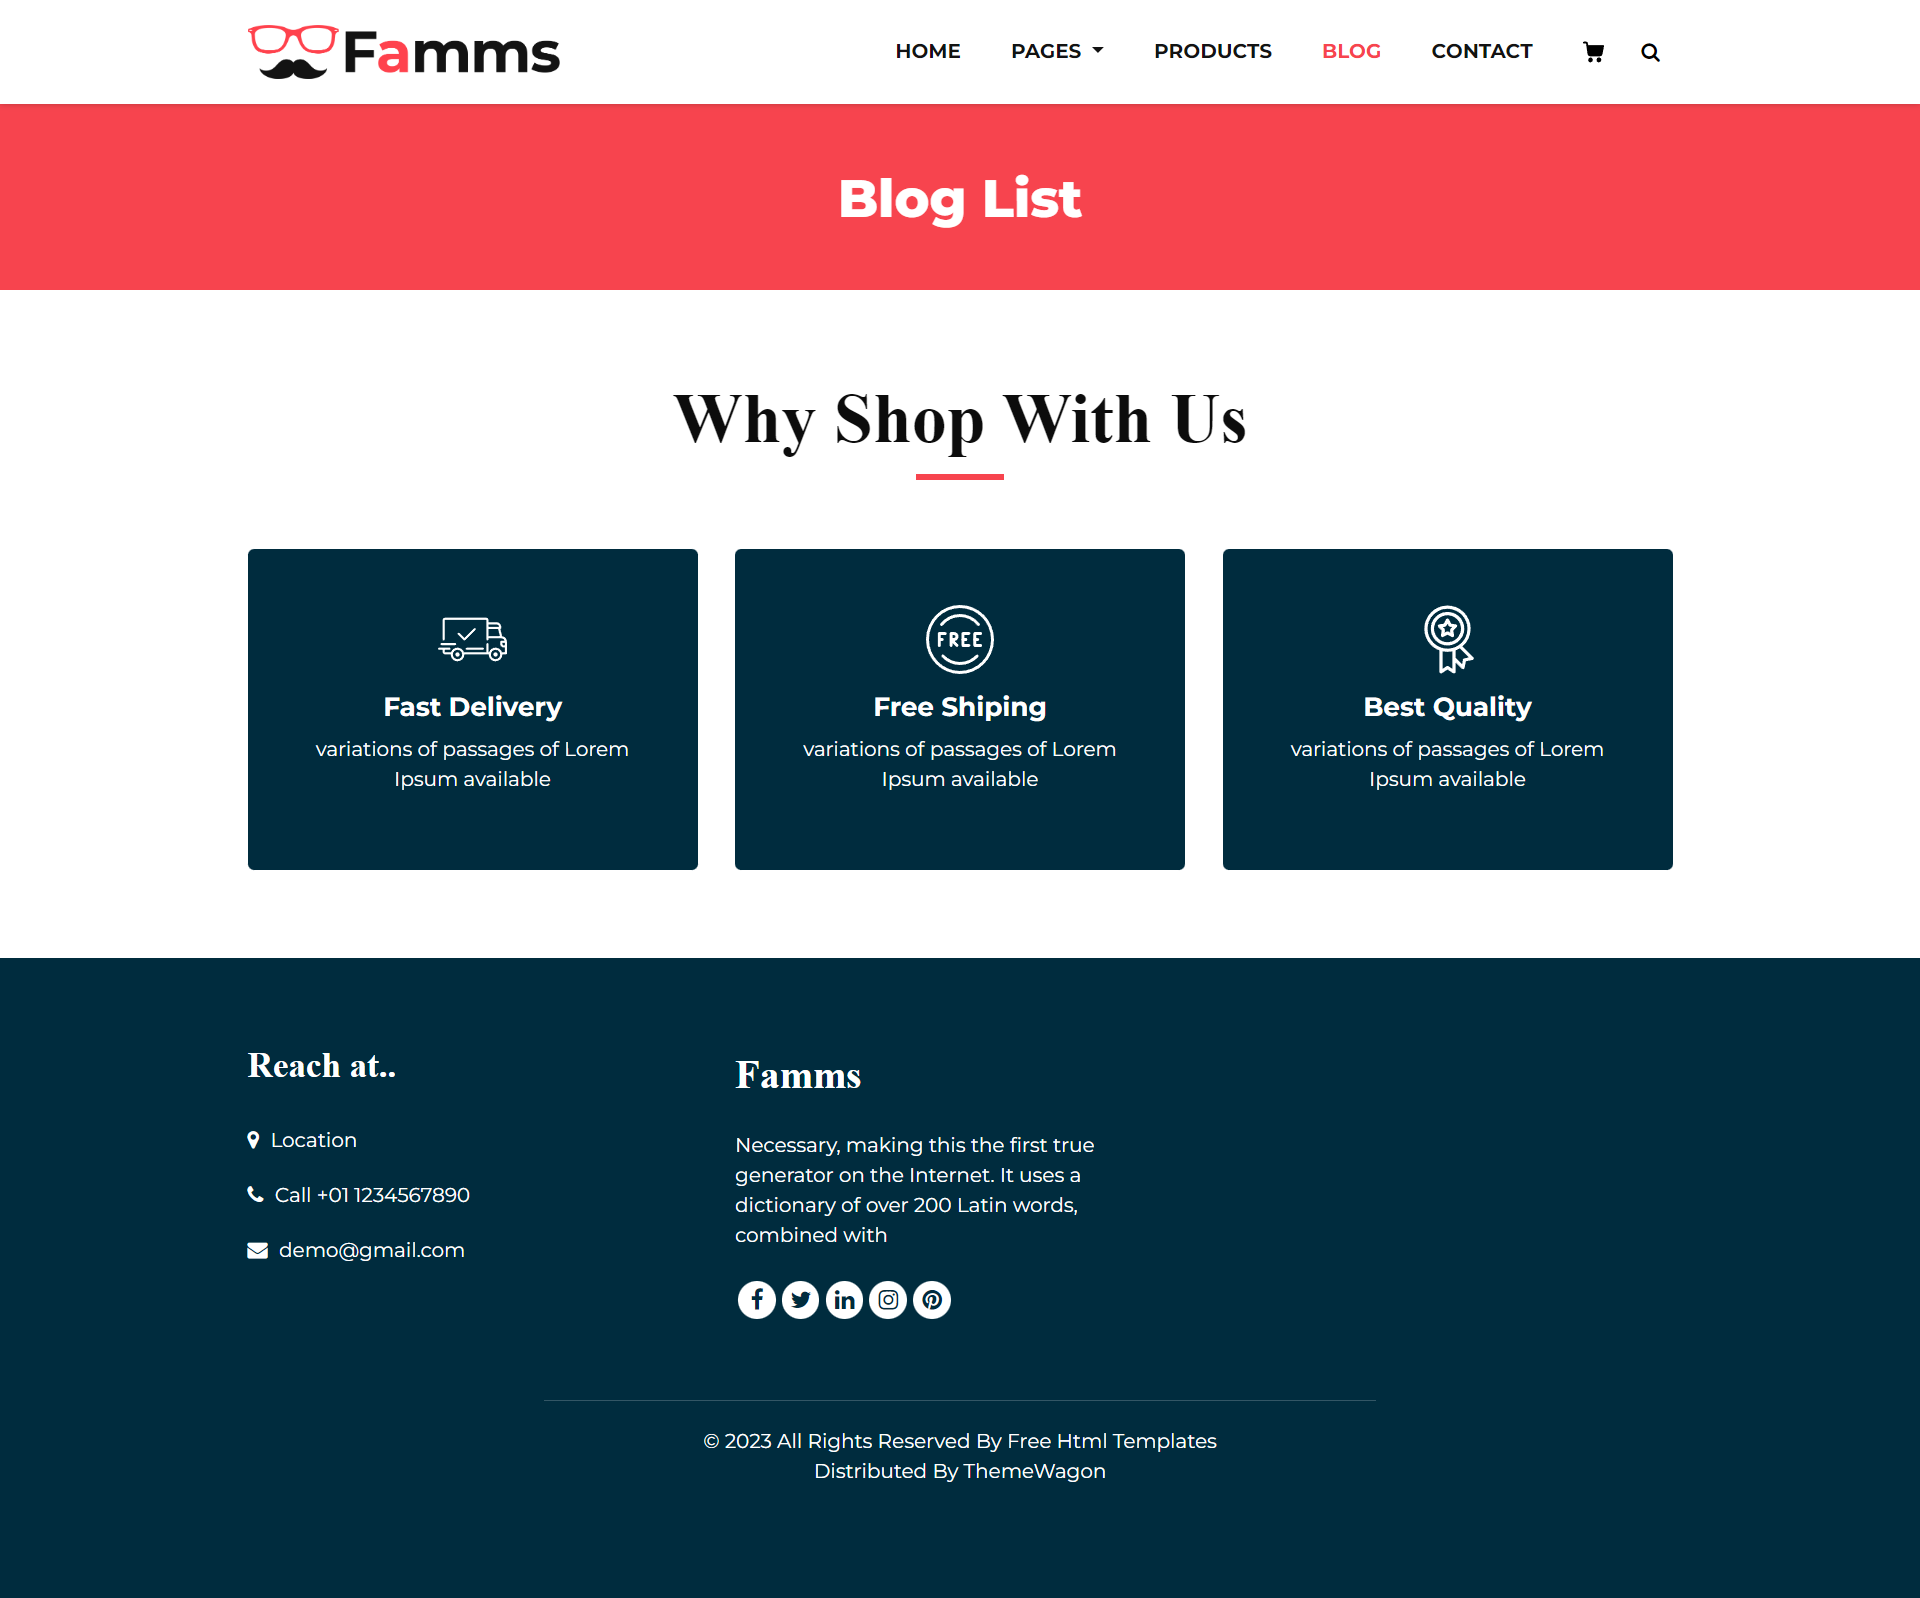 Famms
HOME PAGES PRODUCTS BLOG CONTACT
Blog List
Why Shop With Us
FREE
Fast Delivery
variations of passages of Lorem
Ipsum available
Free Shiping
variations of passages of Lorem
Ipsum available
Best Quality
variations of passages of Lorem
Ipsum available
Reach at..
Location
Call +01 1234567890
demo@gmail.com
Famms
Necessary, making this the first true
generator on the Internet. It uses a
dictionary of over 200 Latin words,
combined with
© 2023 All Rights Reserved By Free Html Templates
Distributed By ThemeWagon